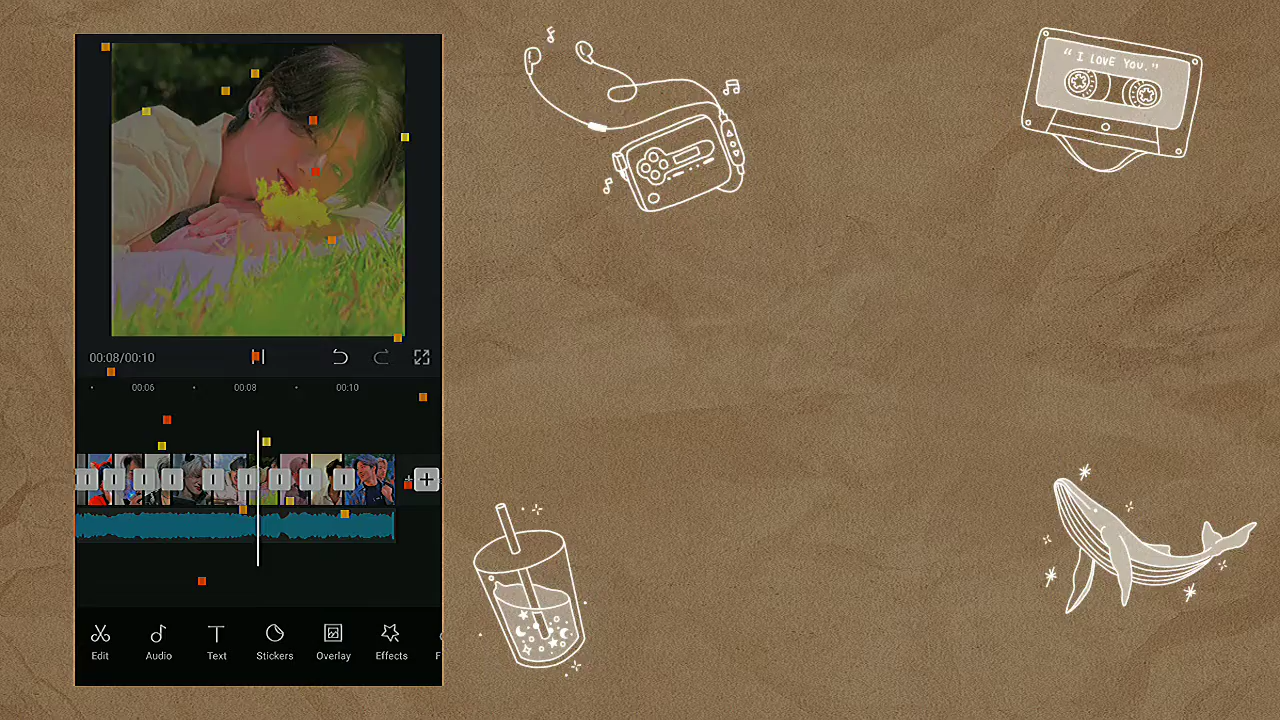 “ I LOVE YOU.”
00:08/00:10
00:06
00:08
00:10
Edit
Audio
Text
Stickers
Overlay
Effects
F